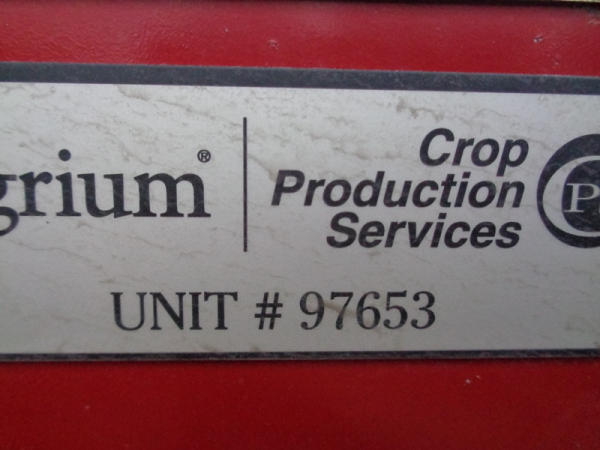 grium®
Crop
Production
Services
P
UNIT # 97653